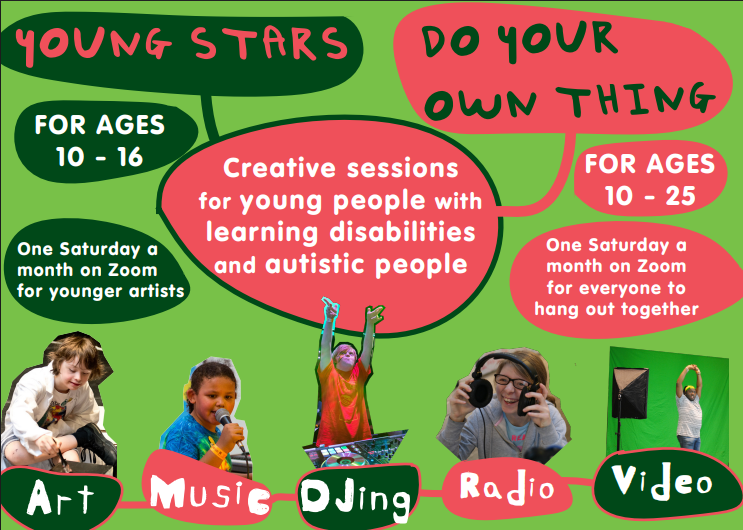 YOUNG STARS
FOR AGES
10 - 16
One Saturday a
month on Zoom
for younger artists
DO YOUR
OWN THING
FOR AGES
10 - 25
One Saturday a
month on Zoom
for everyone to
hang out together
Creative sessions
for young people with
learning disabilities
and autistic people
Art
Music
DJing
Radio
Video